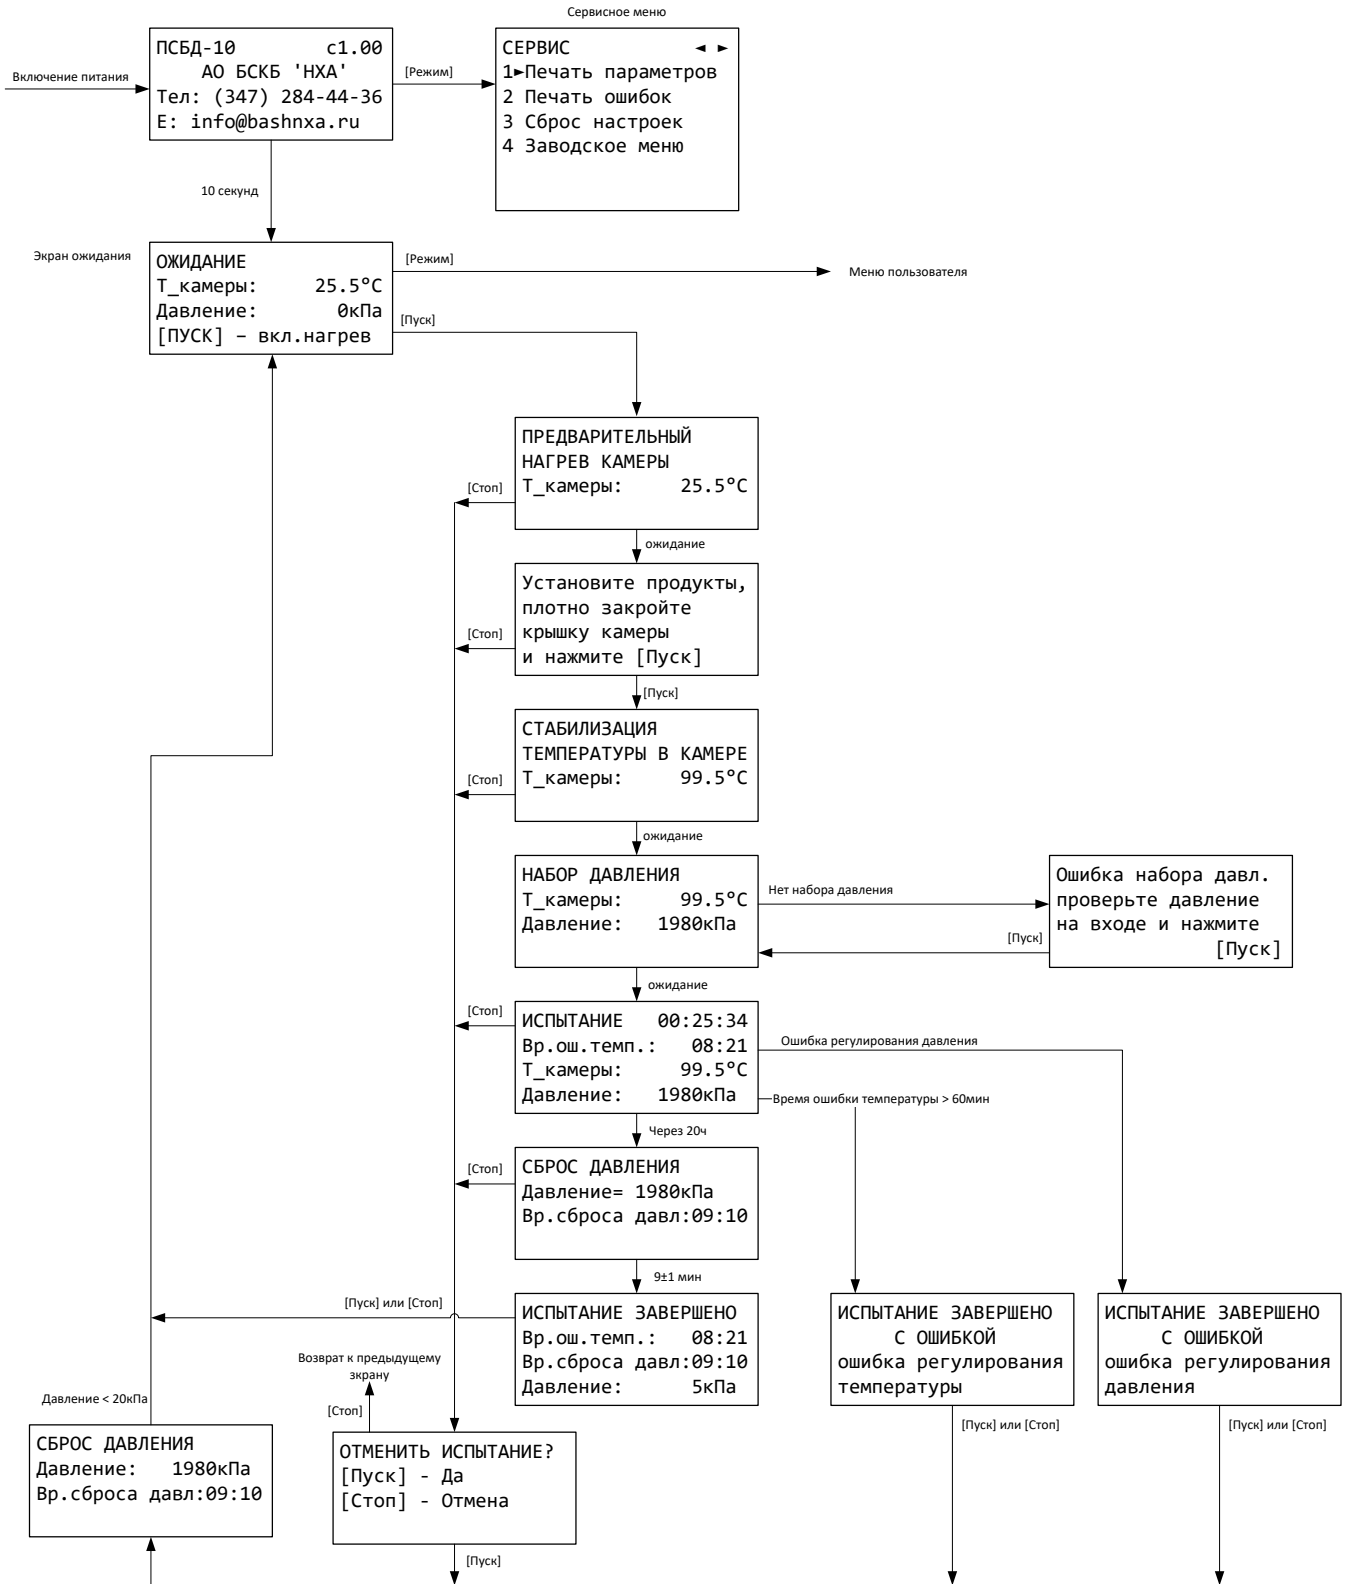 Сервисное меню
Включение питания
ПСБД-10 с1.00
АО БСКБ 'НХА'
Тел: (347) 284-44-36
E: info@bashnxa.ru
[Режим]
СЕРВИС ◄ ►
1►Печать параметров
2 Печать ошибок
3 Сброс настроек
4 Заводское меню
10 секунд
Экран ожидания
ОЖИДАНИЕ
Т_камеры: 25.5°C
Давление: 0кПа
[ПУСК] – вкл.нагрев
[Режим]
Меню пользователя
[Пуск]
ПРЕДВАРИТЕЛЬНЫЙ
НАГРЕВ КАМЕРЫ
Т_камеры: 25.5°C
[Стоп]
ожидание
Установите продукты,
плотно закройте
крышку камеры
и нажмите [Пуск]
[Стоп]
[Пуск]
СТАБИЛИЗАЦИЯ
ТЕМПЕРАТУРЫ В КАМЕРЕ
Т_камеры: 99.5°C
[Стоп]
ожидание
НАБОР ДАВЛЕНИЯ
Т_камеры: 99.5°C
Давление: 1980кПа
Нет набора давления
Ошибка набора давл.
проверьте давление
на входе и нажмите
[Пуск]
[Пуск]
ожидание
[Стоп]
ИСПЫТАНИЕ 00:25:34
Вр.ош.темп.: 08:21
Т_камеры: 99.5°C
Давление: 1980кПа
Ошибка регулирования давления
Время ошибки температуры > 60мин
Через 20ч
[Стоп]
СБРОС ДАВЛЕНИЯ
Давление= 1980кПа
Вр.сброса давл:09:10
9±1 мин
[Пуск] или [Стоп]
ИСПЫТАНИЕ ЗАВЕРШЕНО
Вр.ош.темп.: 08:21
Вр.сброса давл:09:10
Давление: 5кПа
ИСПЫТАНИЕ ЗАВЕРШЕНО
С ОШИБКОЙ
ошибка регулирования
температуры
ИСПЫТАНИЕ ЗАВЕРШЕНО
С ОШИБКОЙ
ошибка регулирования
давления
Возврат к предыдущему
зкрану
[Стоп]
Давление < 20кПа
СБРОС ДАВЛЕНИЯ
Давление: 1980кПа
Вр.сброса давл:09:10
ОТМЕНИТЬ ИСПЫТАНИЕ?
[Пуск] - Да
[Стоп] - Отмена
[Пуск] или [Стоп]
[Пуск] или [Стоп]
[Пуск]